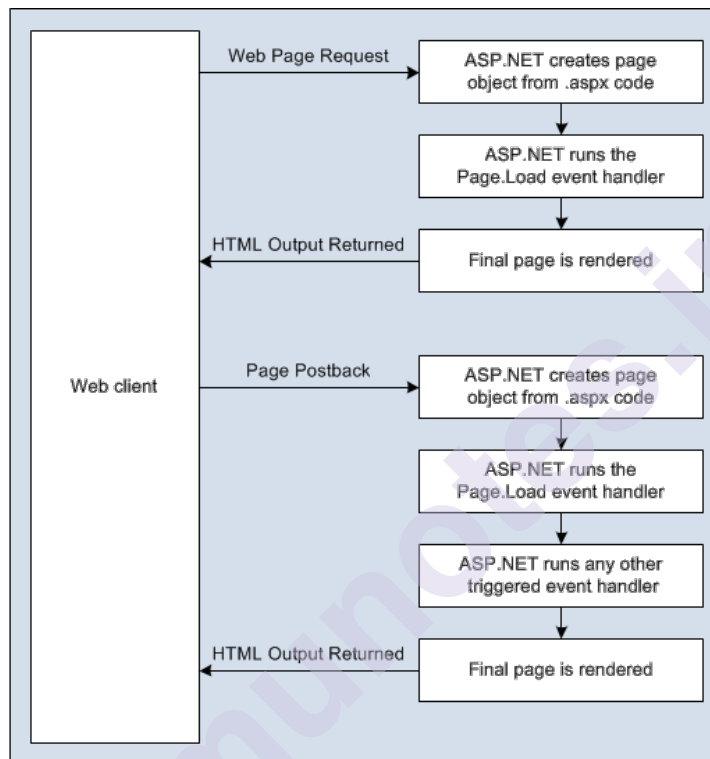 Web client
Web Page Request
ASP.NET creates page
object from .aspx code
ASP.NET runs the
Page.Load event handler
HTML Output Returned
Final page is rendered
Page Postback
ASP.NET creates page
object from .aspx code
ASP.NET runs the
Page.Load event handler
ASP.NET runs any other
triggered event handler
HTML Output Returned
Final page is rendered
munotes.in